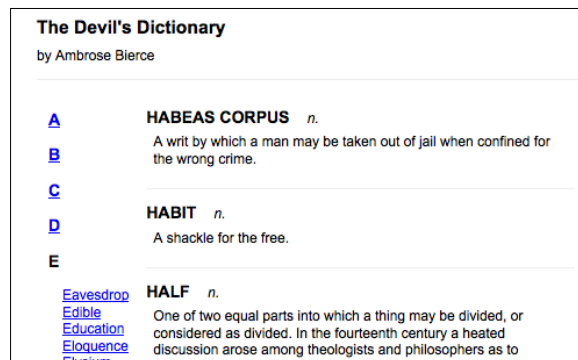 The Devil's Dictionary
by Ambrose Bierce
A
B
C
D
E
Eavesdrop
Edible
Education
Eloquence
Elysium
HABEAS CORPUS n.
A writ by which a man may be taken out of jail when confined for
the wrong crime.
HABIT n.
A shackle for the free.
HALF n.
One of two equal parts into which a thing may be divided, or
considered as divided. In the fourteenth century a heated
discussion arose among theologists and philosophers as to